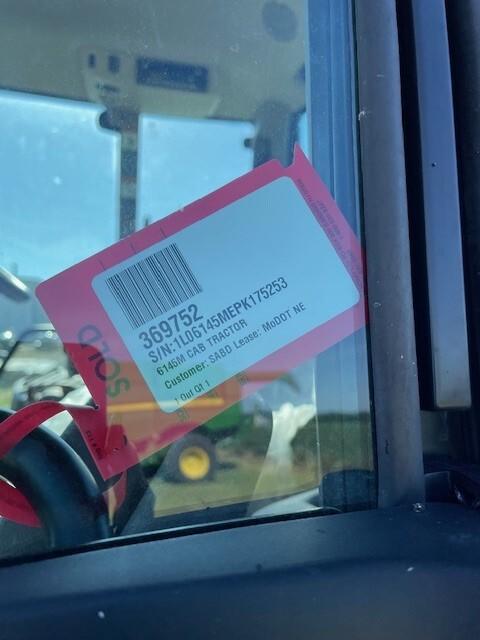 369752
S/N:1L06145MEPK175253
6145M CAB TRACTOR
Customer: SABD Lease: MoDOT NE
1 Out Of 1
SOLD